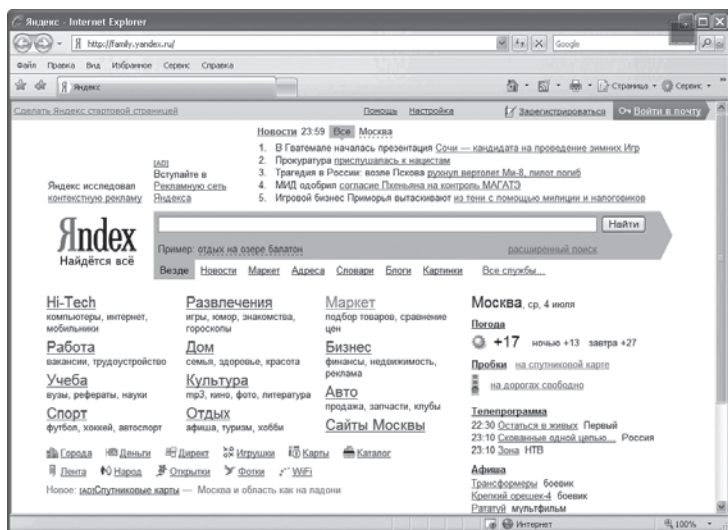 Яндекс - Internet Explorer
http://family.yandex.ru/
Google
Файл Правка Вид Избранное Сервис Справка
Яндекс
Страница
Сервис
Сделать Яндекс стартовой страницей
Помощь Настройка
Зарегистрироваться
Войти в почту
Новости 23:59 Все Москва
1. В Гватемале началась презентация Сочи — кандидата на проведение зимних Игр
2. Прокуратура прислушалась к нацистам
3. Трагедия в России: возле Пскова рухнул вертолет Ми-8, пилот погиб
4. МИД одобрил согласие Пхеньяна на контроль МАГАТЭ
5. Игровой бизнес Приморья вытаскивают из тени с помощью милиции и налоговиков
Яндекс исследовал
контекстную рекламу
[AD]
Вступайте в
Рекламную сеть
Яндекса
Яndex
Найдётся всё
Найти
Пример: отдых на озере балатон
расширенный поиск
Везде Новости Маркет Адреса Словари Блоги Картинки Все службы...
Hi-Tech
компьютеры, интернет,
мобильники
Работа
вакансии, трудоустройство
Учеба
вузы, рефераты, науки
Спорт
футбол, хоккей, автоспорт
Развлечения
игры, юмор, знакомства,
гороскопы
Дом
семья, здоровье, красота
Культура
mp3, кино, фото, литература
Отдых
афиша, туризм, хобби
Маркет
подбор товаров, сравнение
цен
Бизнес
финансы, недвижимость,
реклама
Авто
продажа, запчасти, клубы
Сайты Москвы
Города Деньги Директ Игрушки Карты Каталог
Лента Народ Открытки Фотки WiFi
Новое: [AD]Спутниковые карты — Москва и область как на ладони
Москва, ср, 4 июля
Погода
+17 ночью +13 завтра +27
Пробки на спутниковой карте
на дорогах свободно
Телепрограмма
22:30 Остаться в живых Первый
23:10 Скованные одной цепью... Россия
23:10 Зона НТВ
Афиша
Трансформеры боевик
Крепкий орешек-4 боевик
Рататуй мультфильм
Интернет
100%